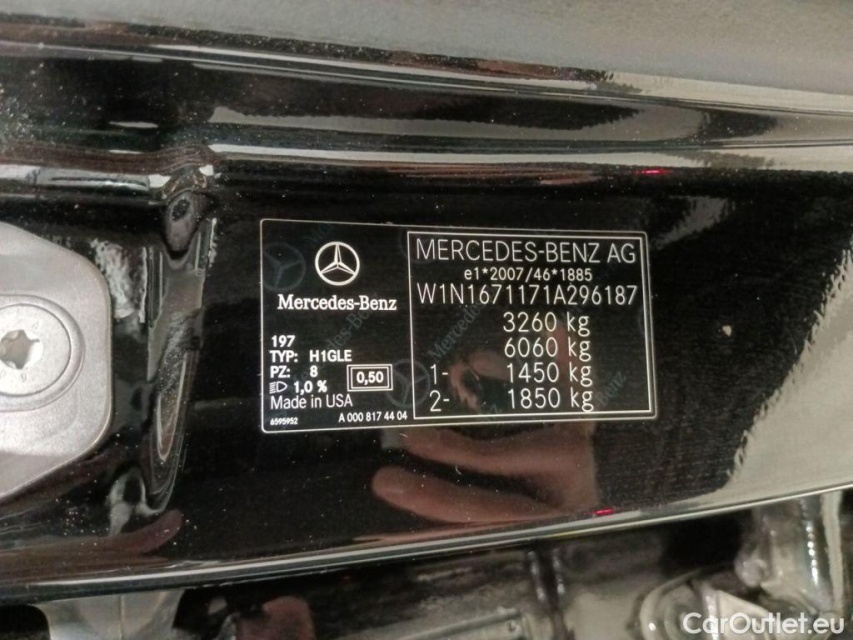 Mercedes-Benz
197
TYP: H1GLE
PZ: 8
1,0 % 0,50
Made in USA
6595952 A 000 817 44 04
MERCEDES-BENZ AG
e1*2007/46*1885
W1N1671171A296187
3260 kg
6060 kg
1- 1450 kg
2- 1850 kg
Mercedes-Benz
CarOutlet.eu